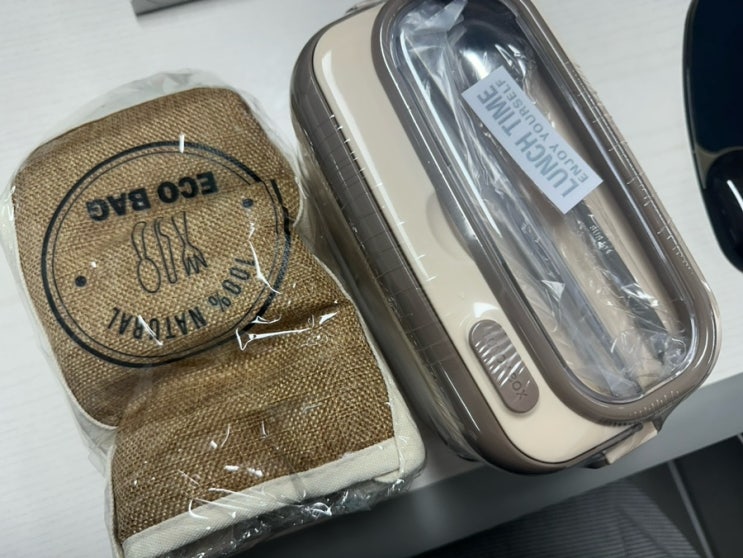 ECO BAG
100% NATURAL
LUNCH TIME
ENJOY YOURSELF